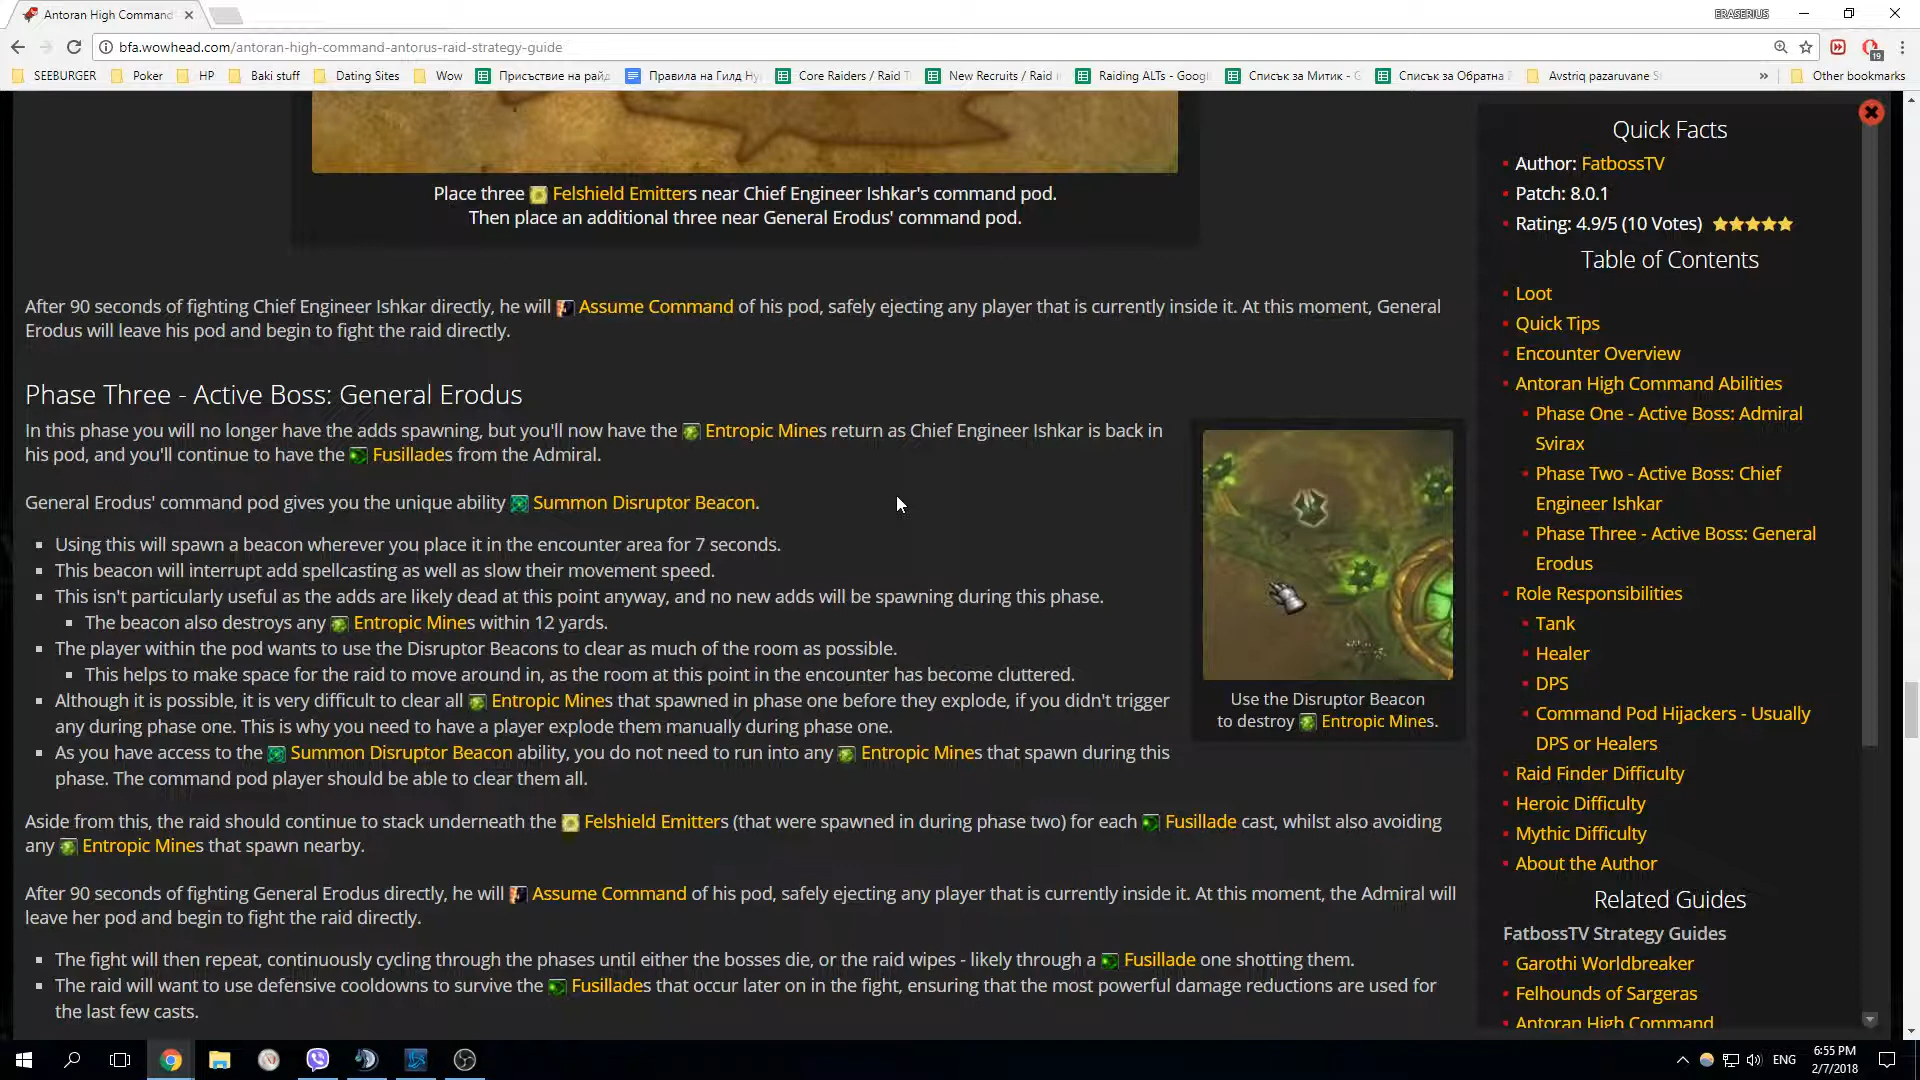 Antoran High Command
ERASERIUS
bfa.wowhead.com/antoran-high-command-antorus-raid-strategy-guide
19
SEEBURGER
Poker
HP
Baki stuff
Dating Sites
Wow
Присъствие на райд
Правила на Гилд Ну
Core Raiders / Raid T
New Recruits / Raid
Raiding ALTs - Googl
Списък за Митик - G
Списък за Обратна
Avstriq pazaruvane
»
Other bookmarks
Place three Felshield Emitters near Chief Engineer Ishkar's command pod.
Then place an additional three near General Erodus' command pod.
After 90 seconds of fighting Chief Engineer Ishkar directly, he will Assume Command of his pod, safely ejecting any player that is currently inside it. At this moment, General
Erodus will leave his pod and begin to fight the raid directly.
Phase Three - Active Boss: General Erodus
In this phase you will no longer have the adds spawning, but you'll now have the Entropic Mines return as Chief Engineer Ishkar is back in
his pod, and you'll continue to have the Fusillades from the Admiral.
General Erodus' command pod gives you the unique ability Summon Disruptor Beacon.
Using this will spawn a beacon wherever you place it in the encounter area for 7 seconds.
This beacon will interrupt add spellcasting as well as slow their movement speed.
This isn't particularly useful as the adds are likely dead at this point anyway, and no new adds will be spawning during this phase.
The beacon also destroys any Entropic Mines within 12 yards.
The player within the pod wants to use the Disruptor Beacons to clear as much of the room as possible.
This helps to make space for the raid to move around in, as the room at this point in the encounter has become cluttered.
Although it is possible, it is very difficult to clear all Entropic Mines that spawned in phase one before they explode, if you didn't trigger
any during phase one. This is why you need to have a player explode them manually during phase one.
As you have access to the Summon Disruptor Beacon ability, you do not need to run into any Entropic Mines that spawn during this
phase. The command pod player should be able to clear them all.
Use the Disruptor Beacon
to destroy Entropic Mines.
Aside from this, the raid should continue to stack underneath the Felshield Emitters (that were spawned in during phase two) for each Fusillade cast, whilst also avoiding
any Entropic Mines that spawn nearby.
After 90 seconds of fighting General Erodus directly, he will Assume Command of his pod, safely ejecting any player that is currently inside it. At this moment, the Admiral will
leave her pod and begin to fight the raid directly.
The fight will then repeat, continuously cycling through the phases until either the bosses die, or the raid wipes - likely through a Fusillade one shotting them.
The raid will want to use defensive cooldowns to survive the Fusillades that occur later on in the fight, ensuring that the most powerful damage reductions are used for
the last few casts.
Quick Facts
Author: FatbossTV
Patch: 8.0.1
Rating: 4.9/5 (10 Votes)
Table of Contents
Loot
Quick Tips
Encounter Overview
Antoran High Command Abilities
Phase One - Active Boss: Admiral
Svirax
Phase Two - Active Boss: Chief
Engineer Ishkar
Phase Three - Active Boss: General
Erodus
Role Responsibilities
Tank
Healer
DPS
Command Pod Hijackers - Usually
DPS or Healers
Raid Finder Difficulty
Heroic Difficulty
Mythic Difficulty
About the Author
Related Guides
FatbossTV Strategy Guides
Garothi Worldbreaker
Felhounds of Sargeras
Antoran High Command
ENG
6:55 PM
2/7/2018